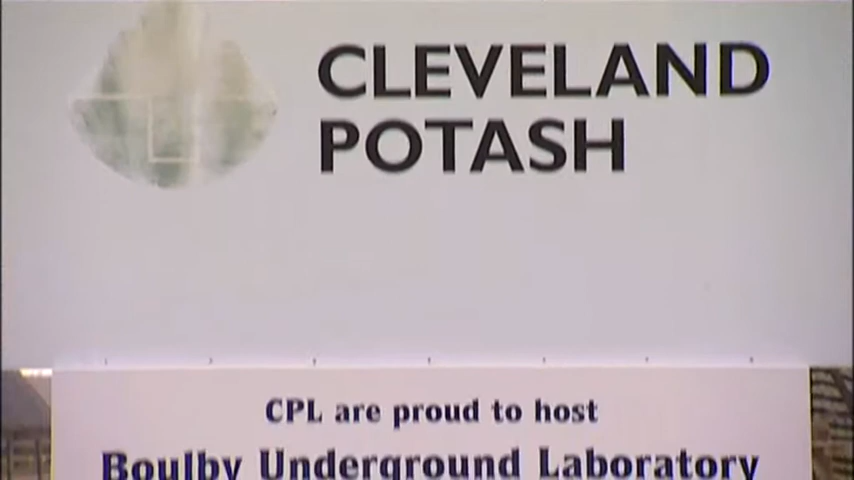 CLEVELAND
POTASH
CPL are proud to host
Boulby Underground Laboratory